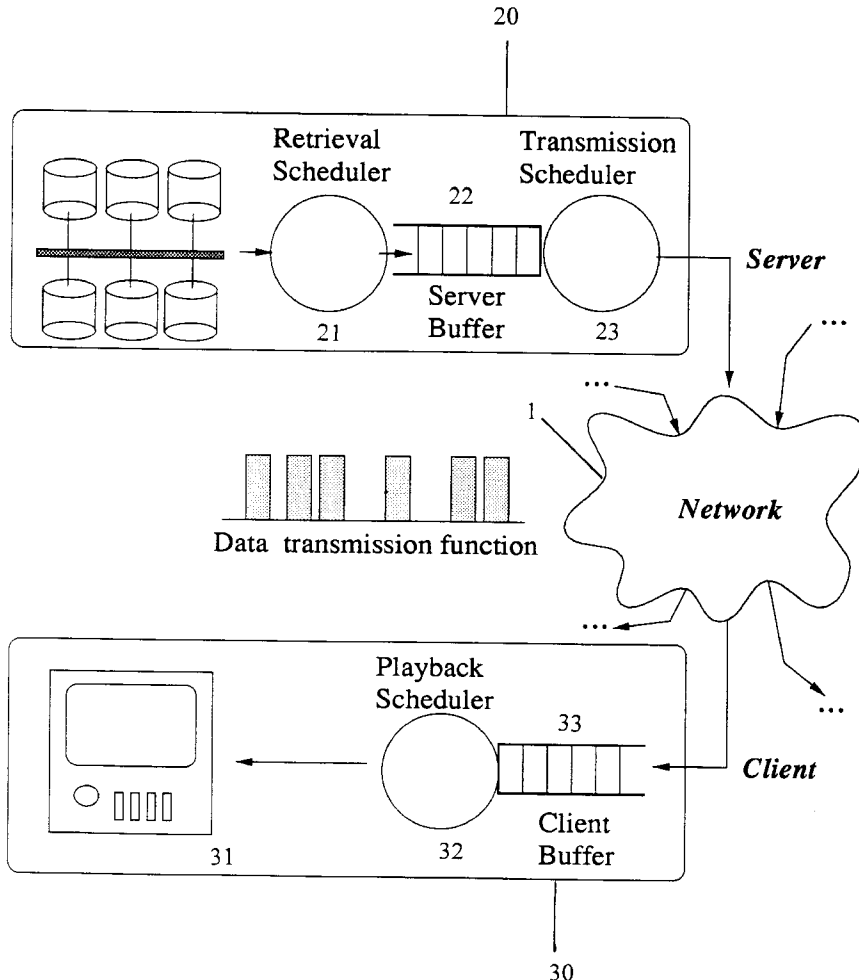 20
Retrieval
Scheduler
Transmission
Scheduler
22
Server
Buffer
21
23
Server
...
...
1
Network
Data transmission function
...
...
Playback
Scheduler
33
Client
Client
Buffer
31
32
30